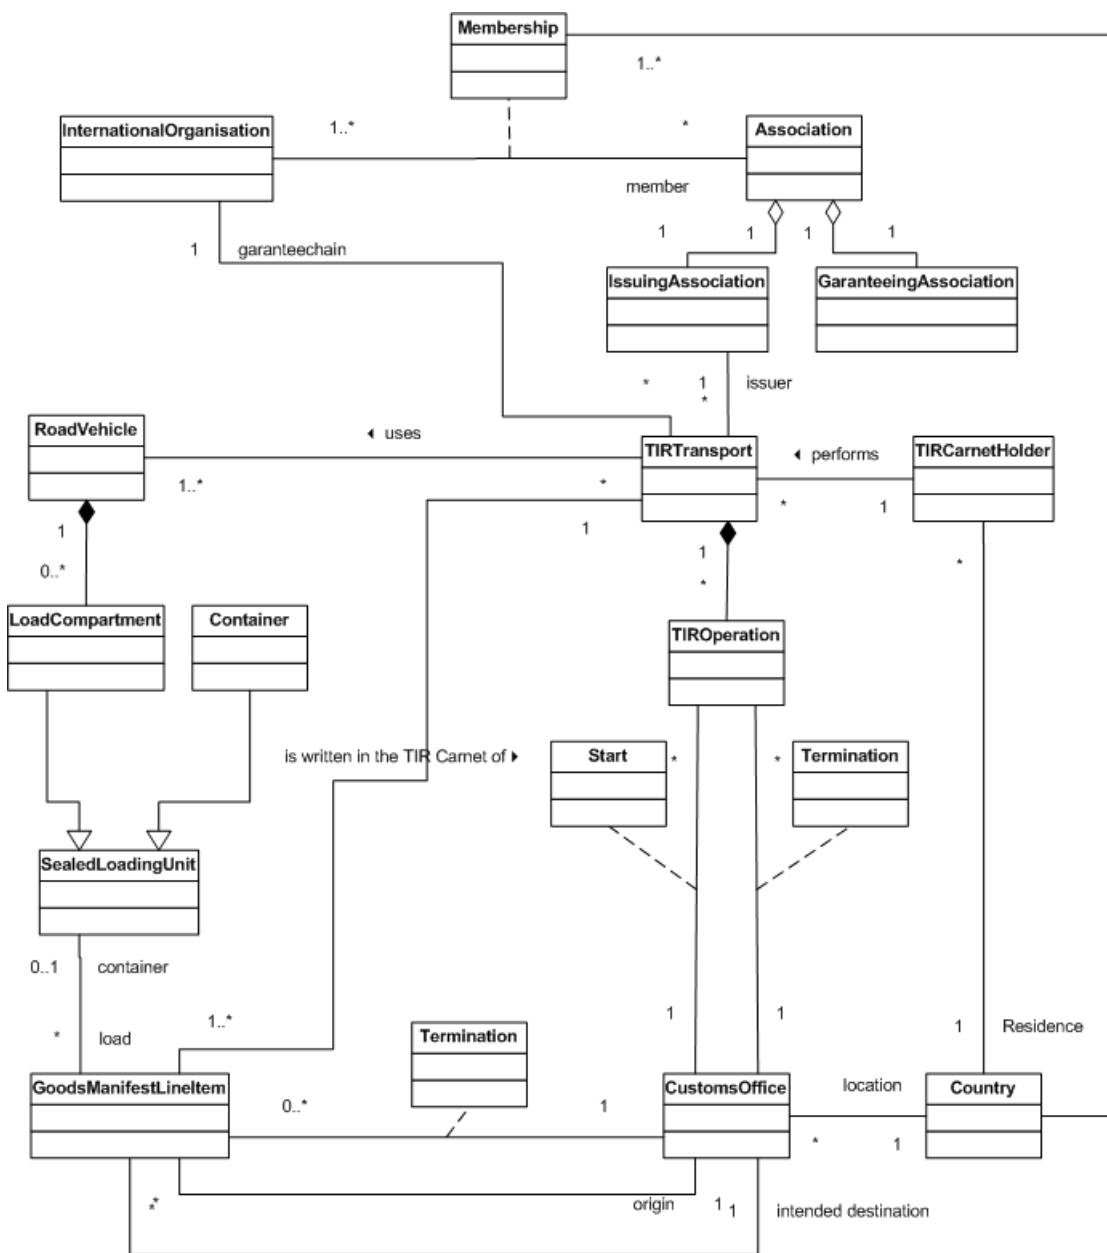 Membership
1..*
InternationalOrganisation
1..*
*
Association
member
1
garanteechain
1
1
1
1
IssuingAssociation
GaranteeingAssociation
*
1
issuer
*
RoadVehicle
uses
TIRTransport
performs
TIRCarnetHolder
1..*
*
1
*
1
1
0..*
1
*
*
LoadCompartment
Container
TIROperation
is written in the TIR Carnet of
Start
*
*
Termination
SealedLoadingUnit
0..1
container
*
load
1..*
Termination
1
1
1
Residence
GoodsManifestLineItem
0..*
1
CustomsOffice
location
Country
*
1
*
*
origin
1
1
intended destination